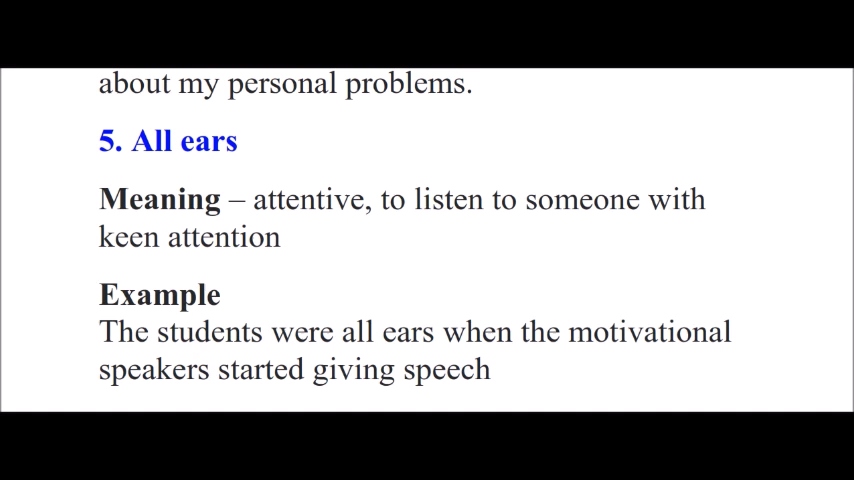 about my personal problems.
5. All ears
Meaning – attentive, to listen to someone with
keen attention
Example
The students were all ears when the motivational
speakers started giving speech